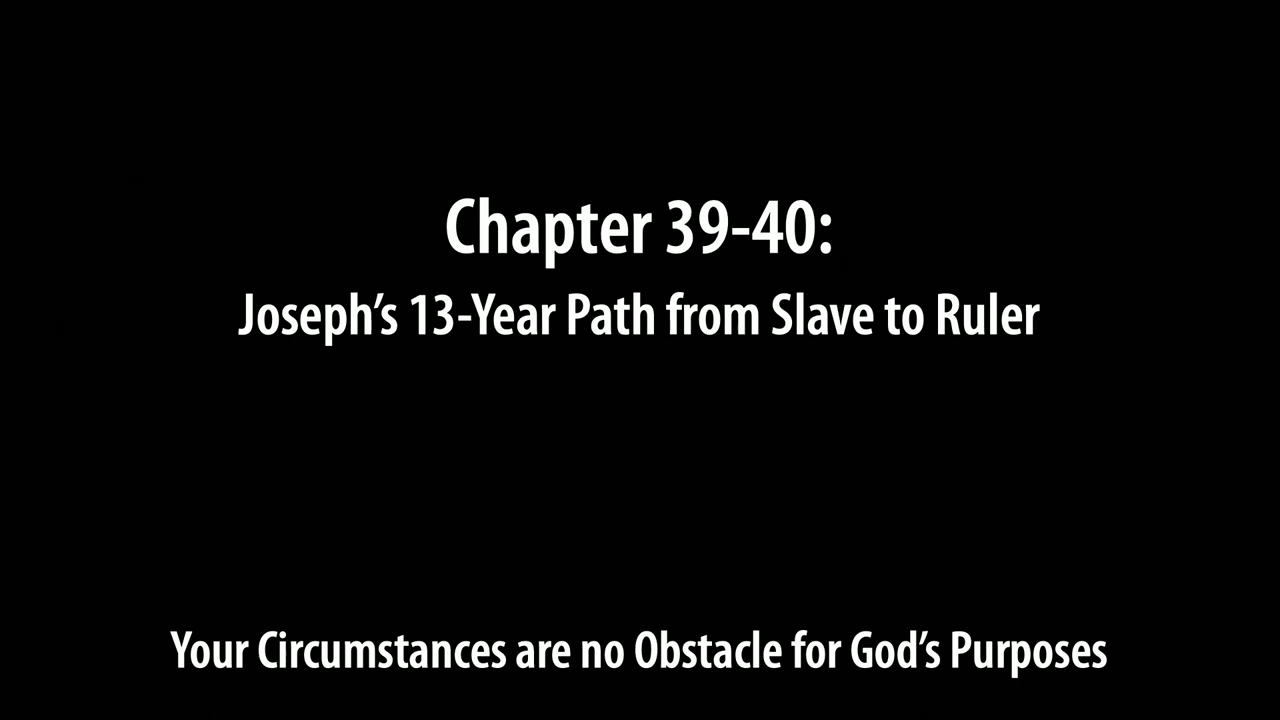 Chapter 39-40:
Joseph’s 13-Year Path from Slave to Ruler
Your Circumstances are no Obstacle for God’s Purposes